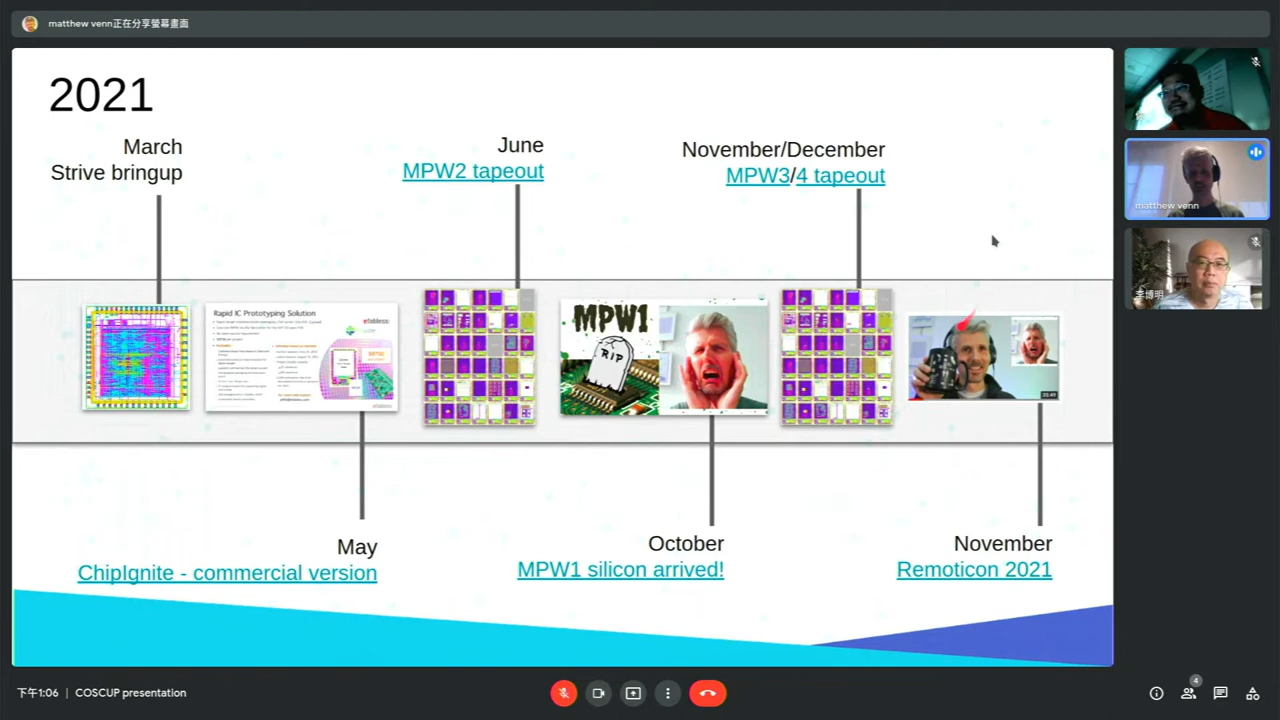 matthew venn正在分享螢幕畫面
2021
March
Strive bringup
June
MPW2 tapeout
November/December
MPW3/4 tapeout
Rapid IC Prototyping Solution
efabless
MPW1
RIP
May
ChipIgnite - commercial version
October
MPW1 silicon arrived!
November
Remoticon 2021
matthew venn
李博明
下午1:06 | COSCUP presentation
4